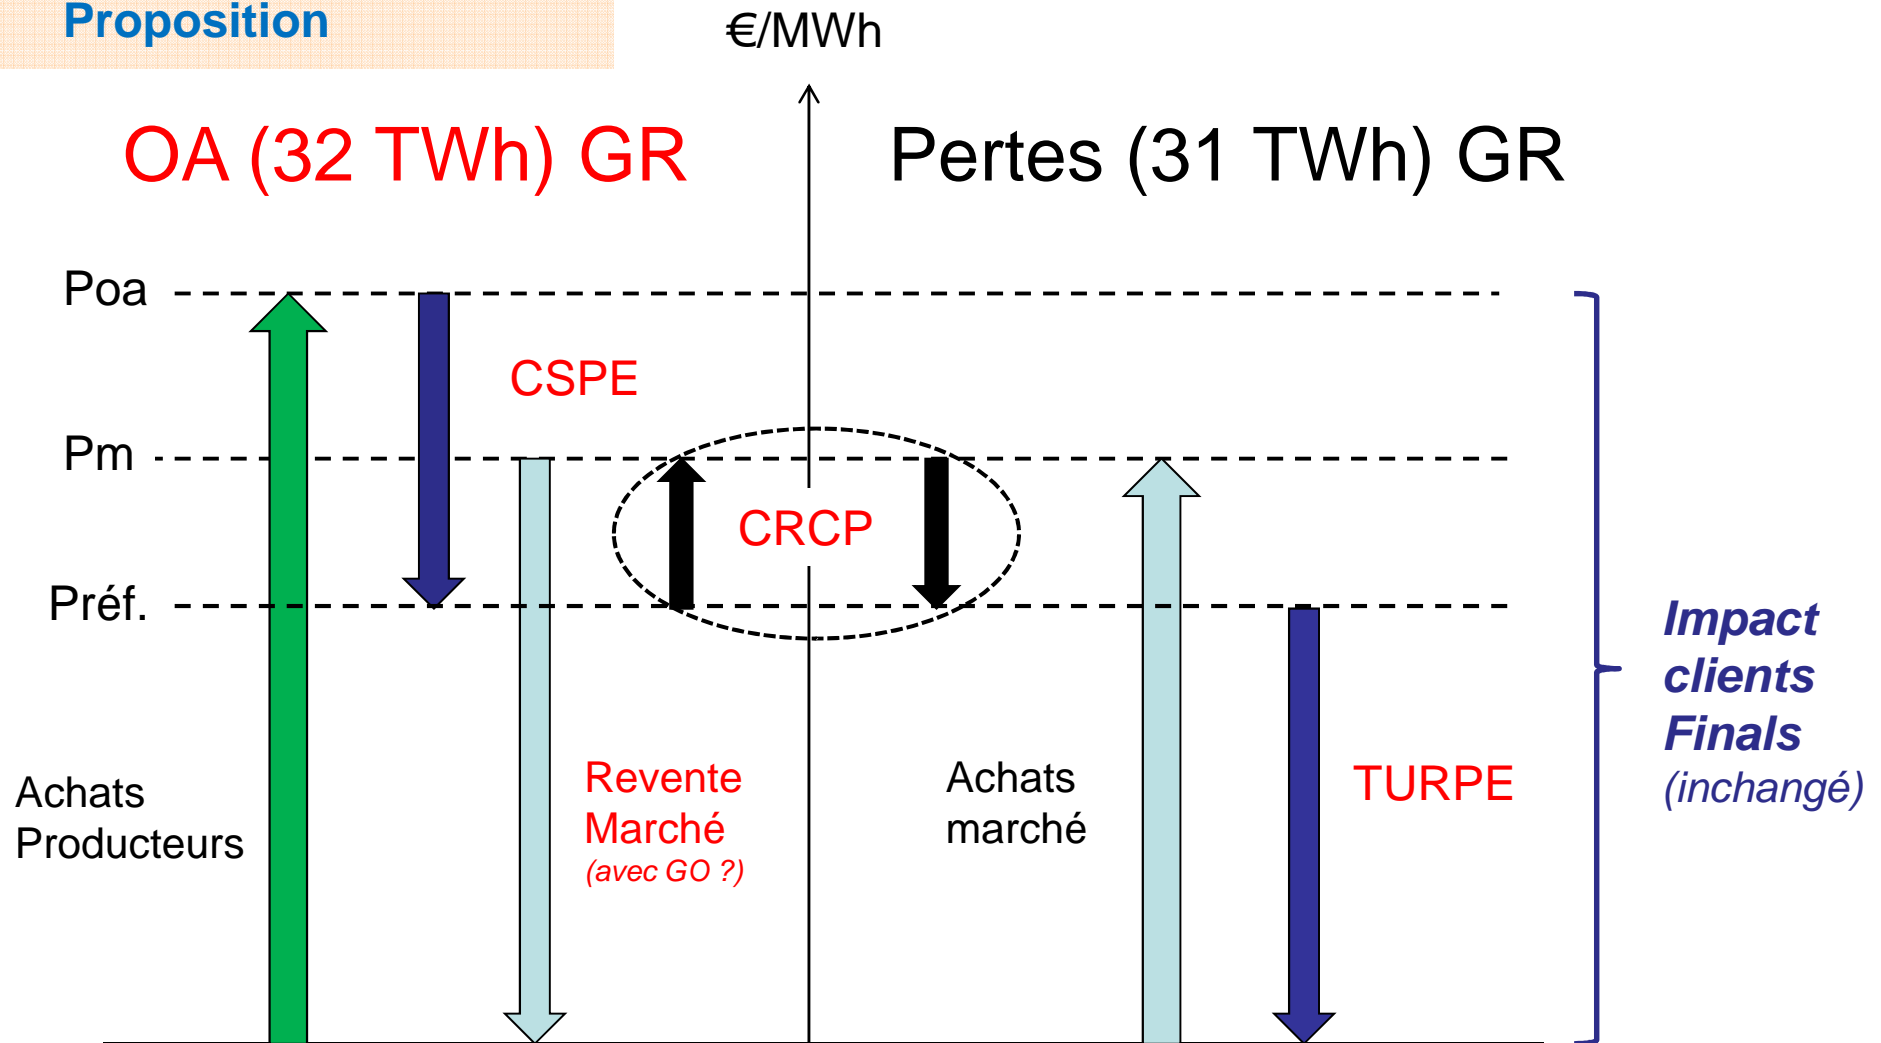 Proposition
€/MWh
OA (32 TWh) GR
Pertes (31 TWh) GR
Poa
CSPE
Pm
CRCP
Préf.
Impact
clients
Finals
(inchangé)
Achats
Producteurs
Revente
Marché
(avec GO ?)
Achats
marché
TURPE